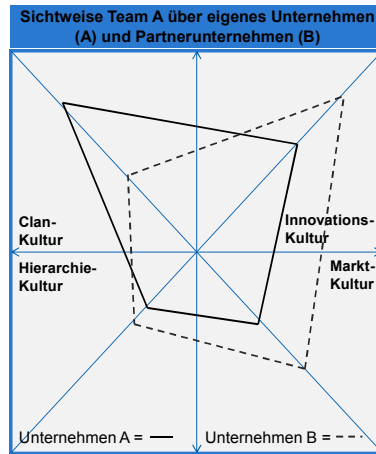 Sichtweise Team A über eigenes Unternehmen
(A) und Partnerunternehmen (B)
Clan-
Kultur
Innovations-
Kultur
Hierarchie-
Kultur
Markt-
Kultur
Unternehmen A =
Unternehmen B =